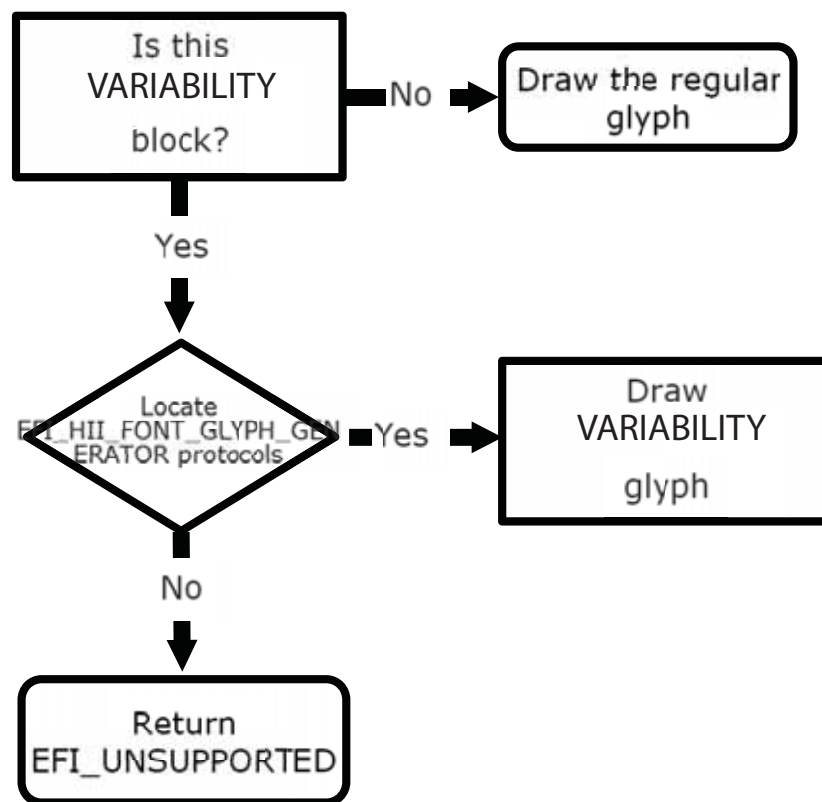 Is this
VARIABILITY
block?
No
Draw the regular
glyph
Yes
Locate
EFI_HII_FONT_GLYPH_GEN
ERATOR protocols
Yes
Draw
VARIABILITY
glyph
No
Return
EFI_UNSUPPORTED